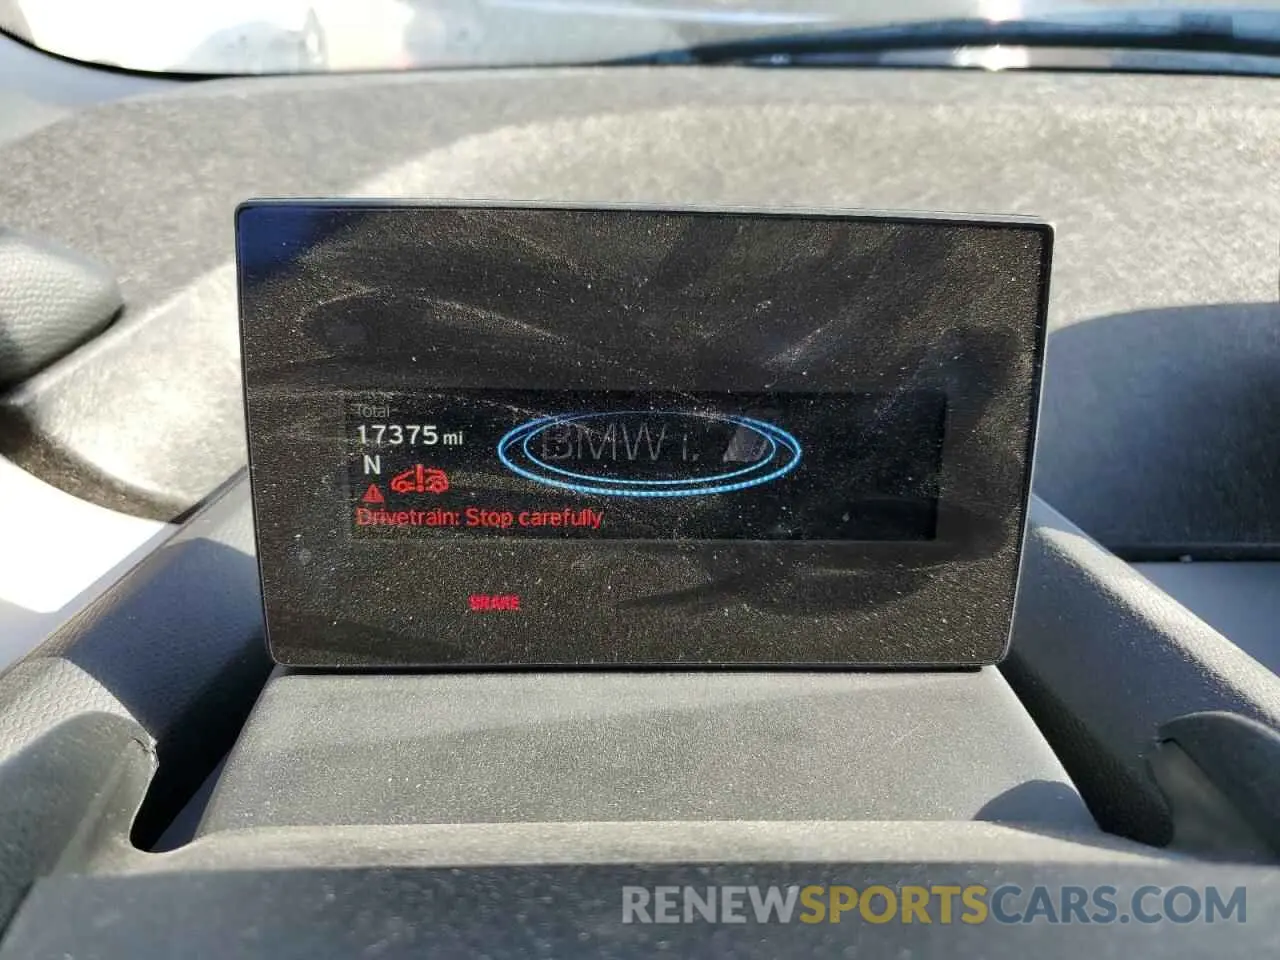 Total
17375 mi
BMW i.
N
Drivetrain: Stop carefully
BRAKE
RENEWSPORTSCARS.COM